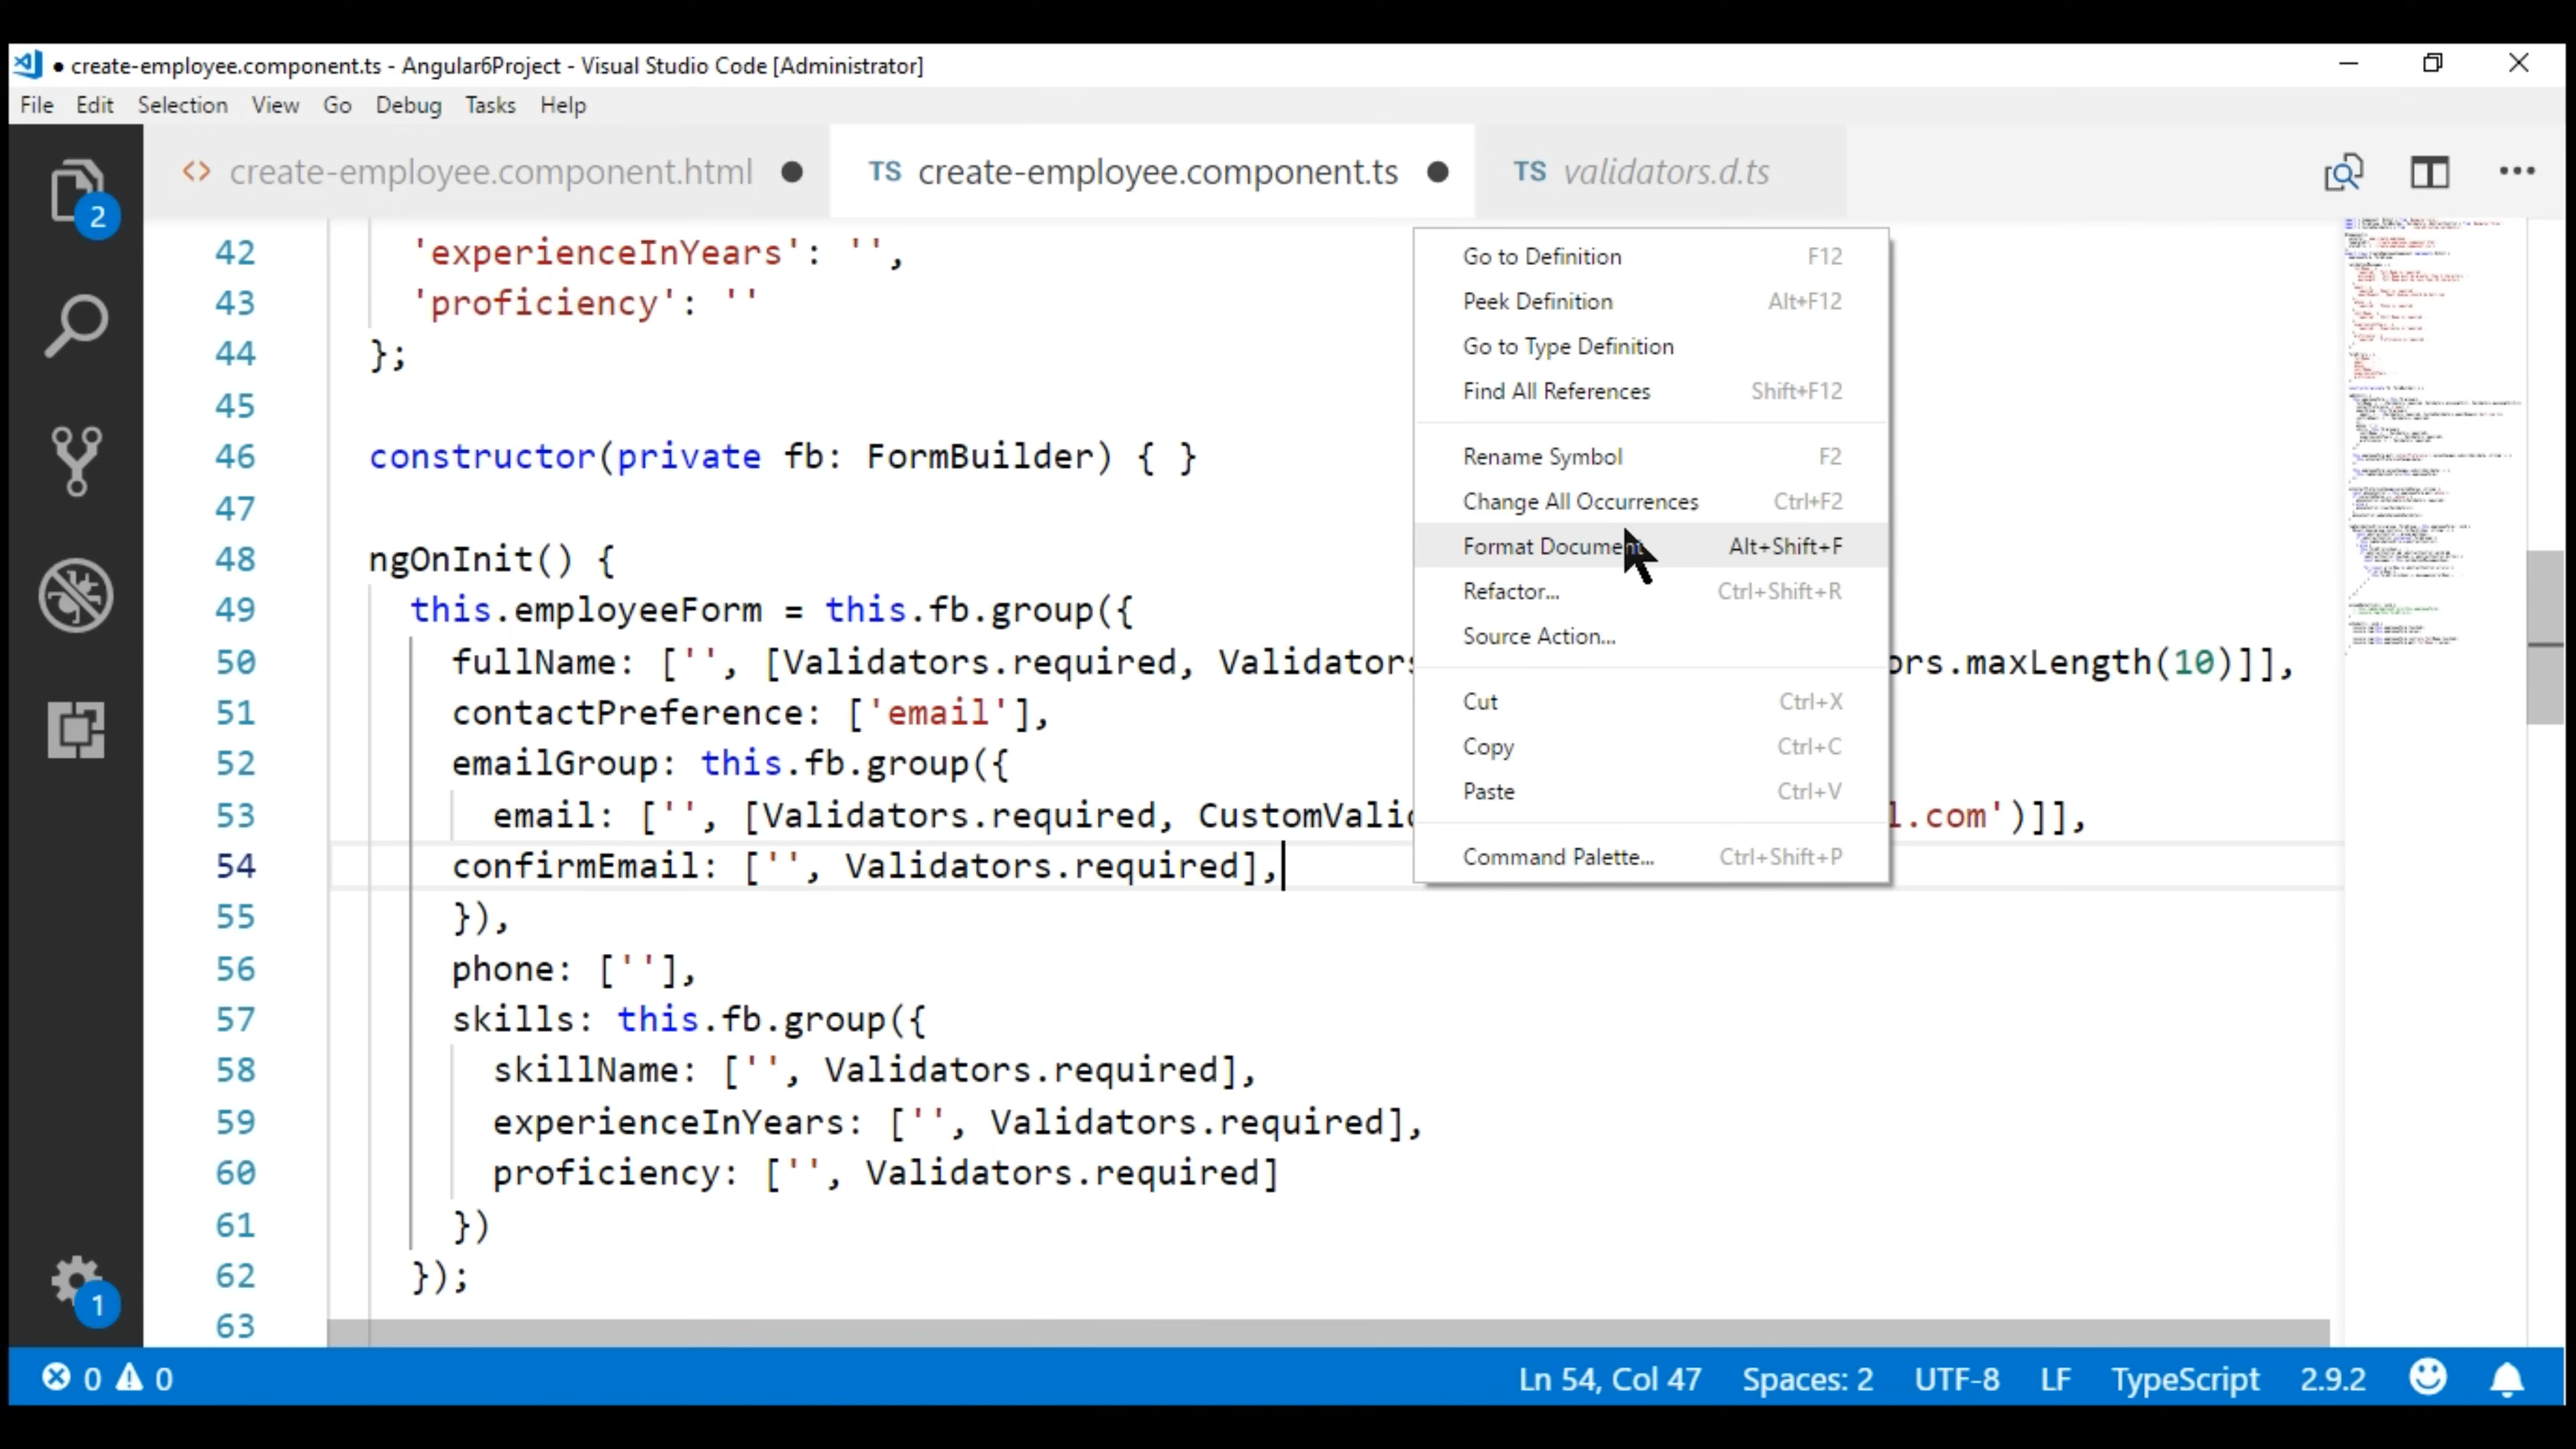 create-employee.component.ts - Angular6Project - Visual Studio Code [Administrator]
File Edit Selection View Go Debug Tasks Help
<> create-employee.component.html
TS create-employee.component.ts
TS validators.d.ts
2
42 'experienceInYears': '',
43 'proficiency': ''
44 };
45
46 constructor(private fb: FormBuilder) { }
47
48 ngOnInit() {
49 this.employeeForm = this.fb.group({
50 fullName: ['', [Validators.required, Validators ors.maxLength(10)]],
51 contactPreference: ['email'],
52 emailGroup: this.fb.group({
53 email: ['', [Validators.required, CustomValid l.com')]],
54 confirmEmail: ['', Validators.required],
55 }),
56 phone: [''],
57 skills: this.fb.group({
58 skillName: ['', Validators.required],
59 experienceInYears: ['', Validators.required],
60 proficiency: ['', Validators.required]
61 })
62 });
63
Go to Definition F12
Peek Definition Alt+F12
Go to Type Definition
Find All References Shift+F12
Rename Symbol F2
Change All Occurrences Ctrl+F2
Format Document Alt+Shift+F
Refactor... Ctrl+Shift+R
Source Action...
Cut Ctrl+X
Copy Ctrl+C
Paste Ctrl+V
Command Palette... Ctrl+Shift+P
1
0 0 Ln 54, Col 47 Spaces: 2 UTF-8 LF TypeScript 2.9.2